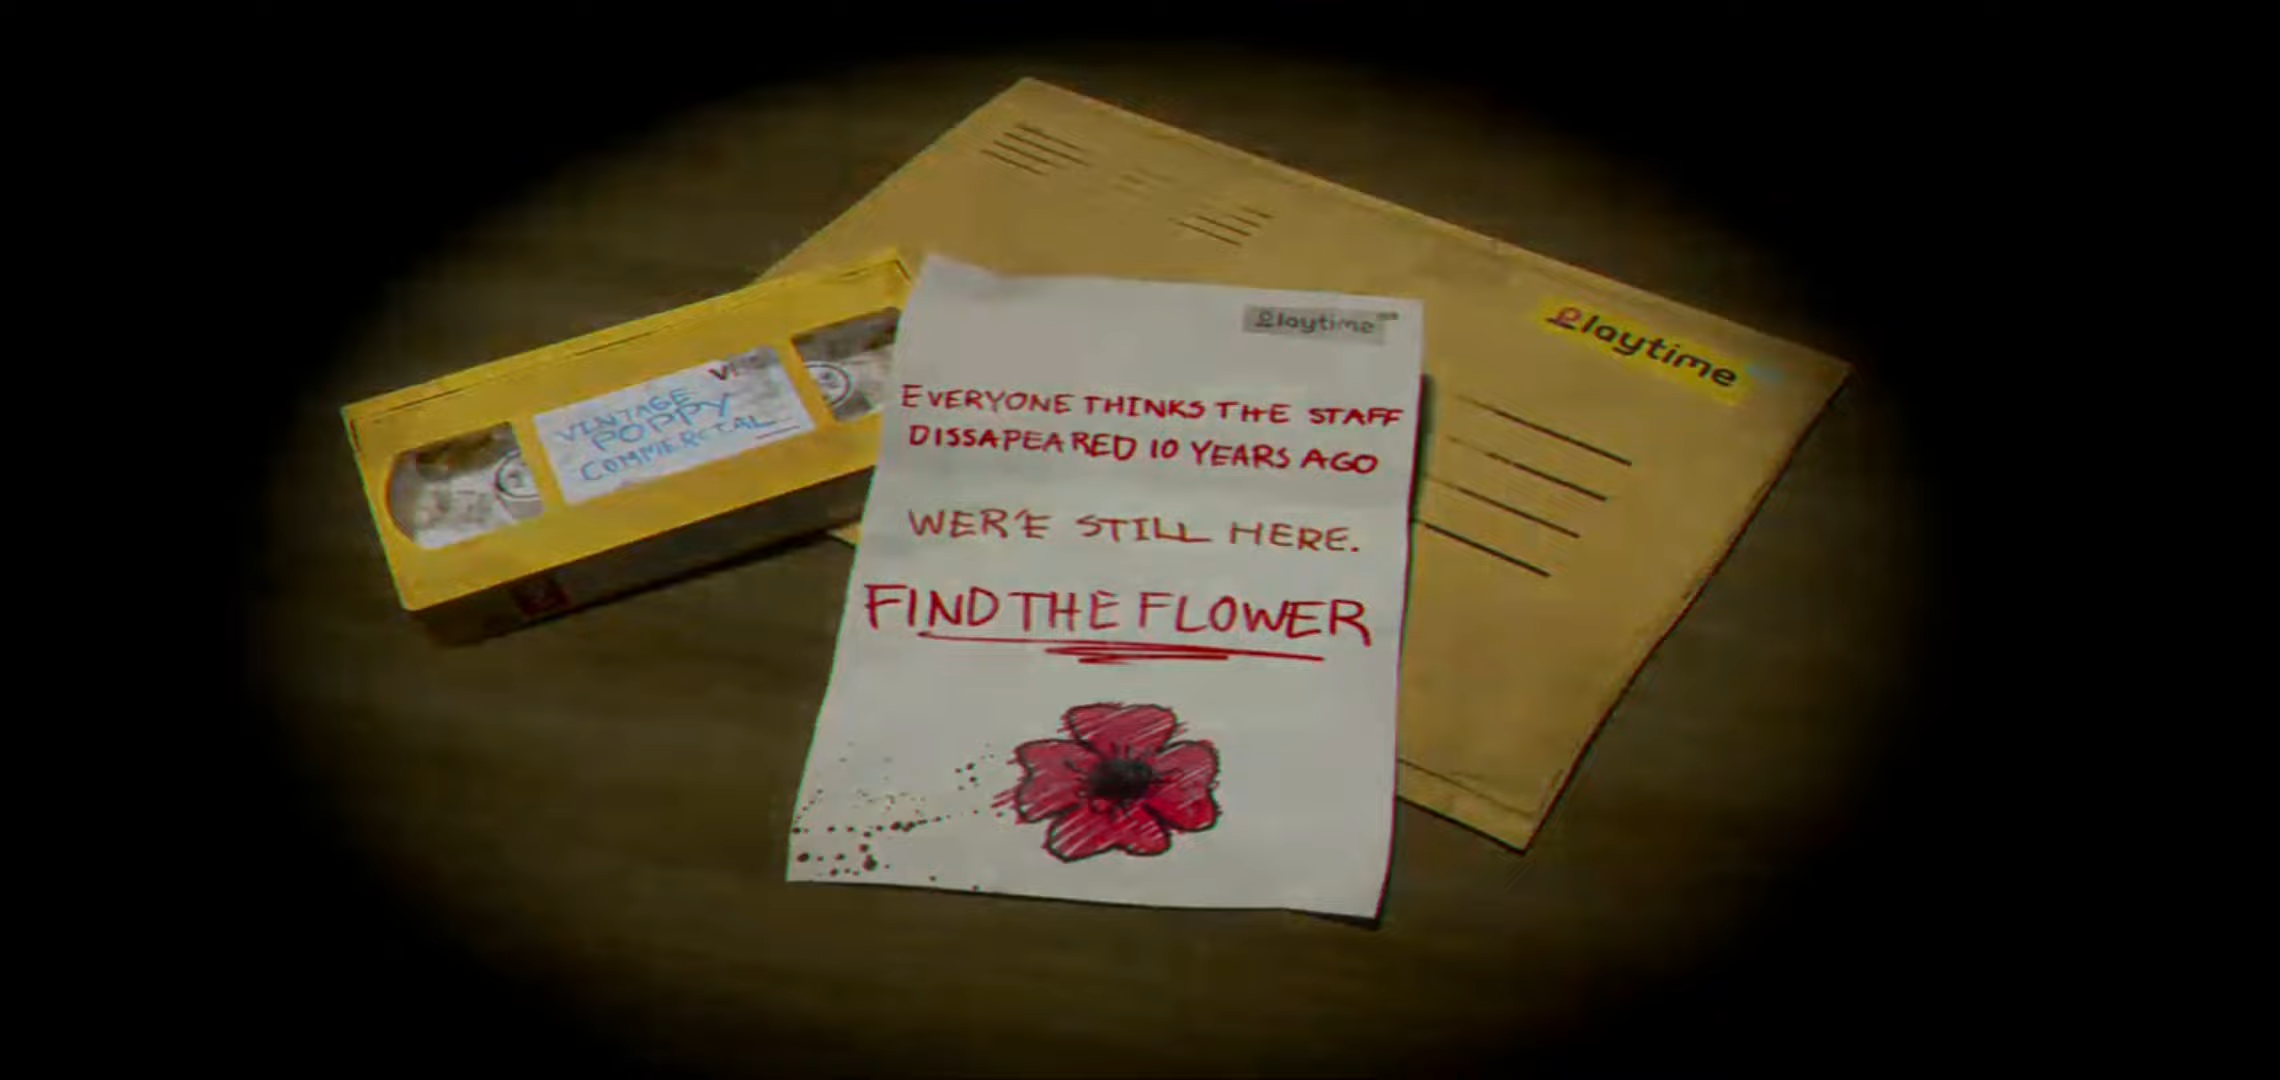 Playtime
Playtime
VINTAGE
POPPY
COMMERCIAL
EVERYONE THINKS THE STAFF
DISSAPEARED 10 YEARS AGO
WER'E STILL HERE.
FIND THE FLOWER